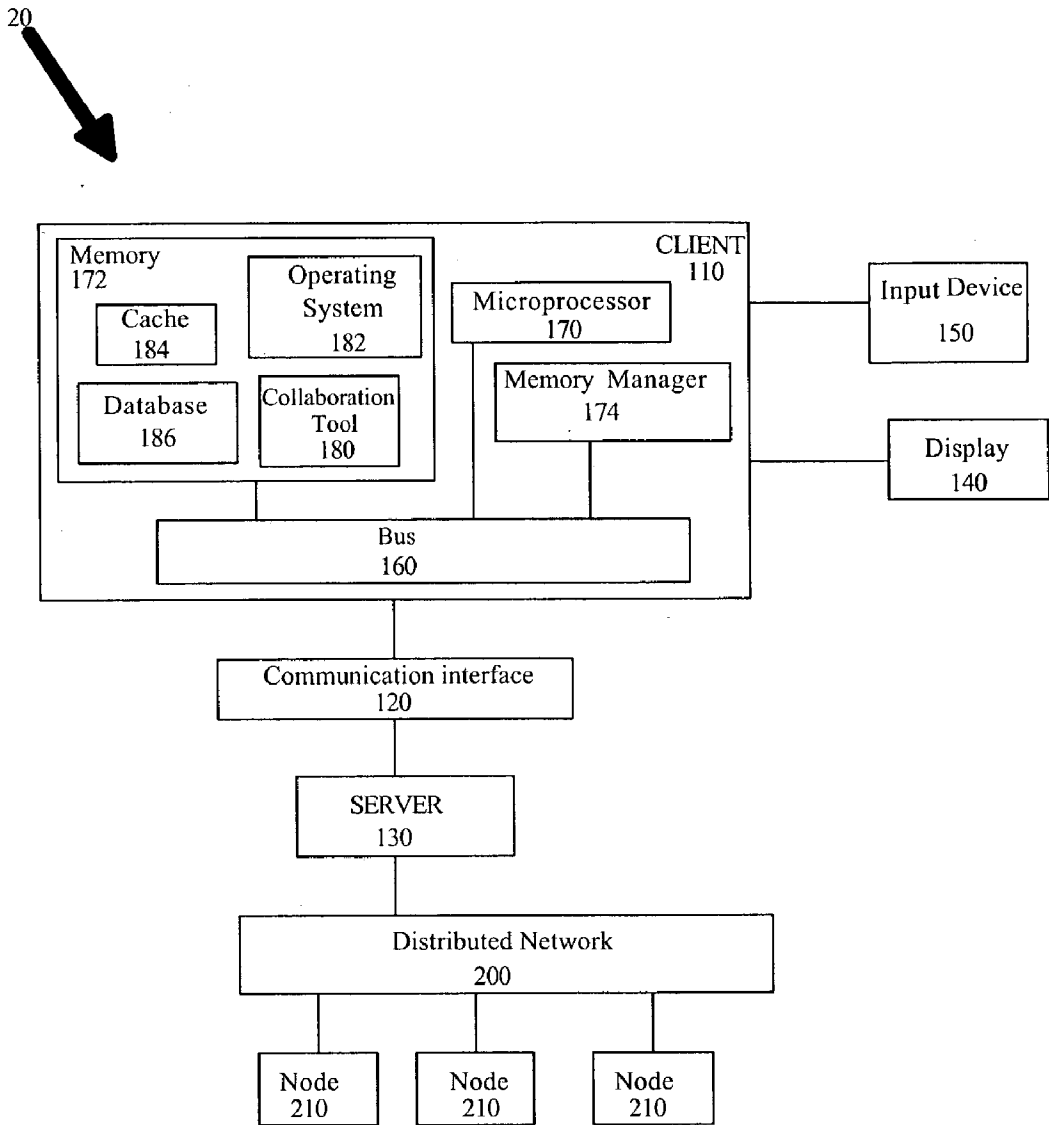 20
CLIENT
110
Memory
172
Operating
System
182
Cache
184
Database
186
Collaboration
Tool
180
Microprocessor
170
Memory Manager
174
Bus
160
Input Device
150
Display
140
Communication interface
120
SERVER
130
Distributed Network
200
Node
210
Node
210
Node
210